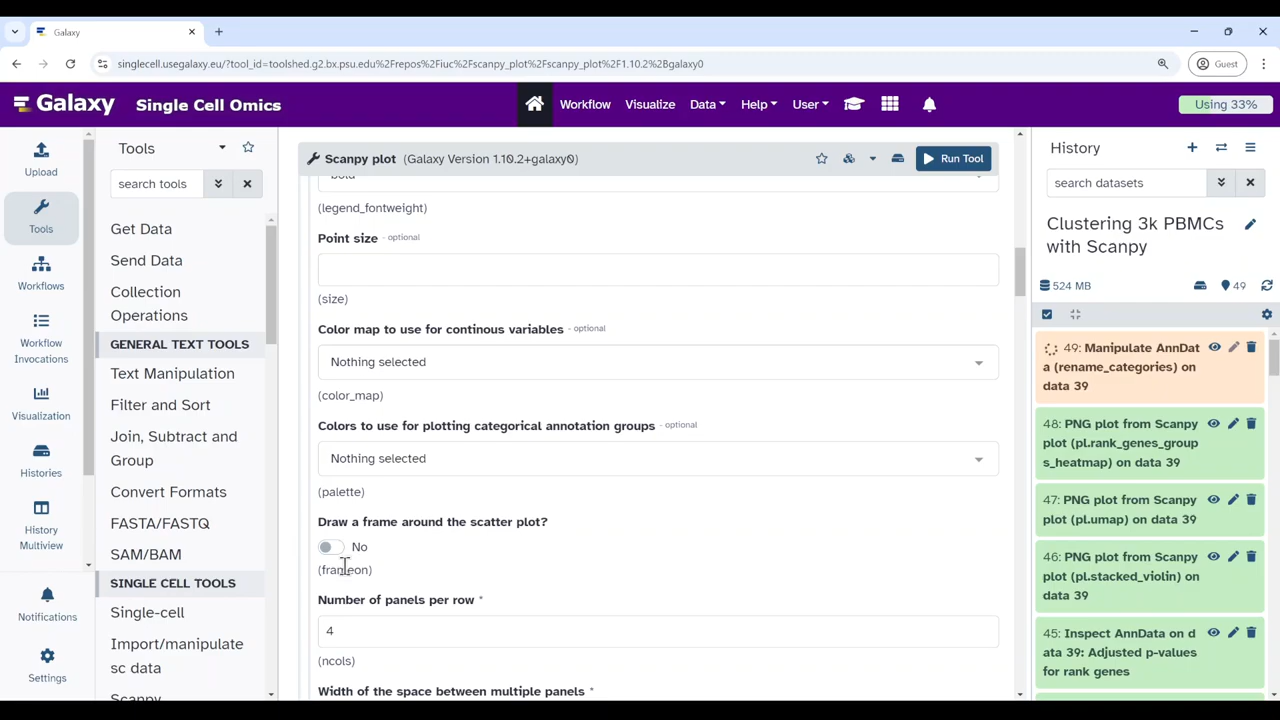 Galaxy
singlecell.usegalaxy.eu/?tool_id=toolshed.g2.bx.psu.edu%2Frepos%2Fiuc%2Fscanpy_plot%2Fscanpy_plot%2F1.10.2%2Bgalaxy0
Guest
Galaxy
Single Cell Omics
Workflow
Visualize
Data
Help
User
Using 33%
Upload
Tools
Workflows
Workflow
Invocations
Visualization
Histories
History
Multiview
Notifications
Settings
Tools
search tools
Get Data
Send Data
Collection
Operations
GENERAL TEXT TOOLS
Text Manipulation
Filter and Sort
Join, Subtract and
Group
Convert Formats
FASTA/FASTQ
SAM/BAM
SINGLE CELL TOOLS
Single-cell
Import/manipulate
sc data
Scanpy
Scanpy plot (Galaxy Version 1.10.2+galaxy0)
Run Tool
bold
(legend_fontweight)
Point size - optional
(size)
Color map to use for continous variables - optional
Nothing selected
(color_map)
Colors to use for plotting categorical annotation groups - optional
Nothing selected
(palette)
Draw a frame around the scatter plot?
No
(frameon)
Number of panels per row *
4
(ncols)
Width of the space between multiple panels *
History
search datasets
Clustering 3k PBMCs
with Scanpy
524 MB
49
49: Manipulate AnnDat
a (rename_categories) on
data 39
48: PNG plot from Scanpy
plot (pl.rank_genes_group
s_heatmap) on data 39
47: PNG plot from Scanpy
plot (pl.umap) on data 39
46: PNG plot from Scanpy
plot (pl.stacked_violin) on
data 39
45: Inspect AnnData on d
ata 39: Adjusted p-values
for rank genes